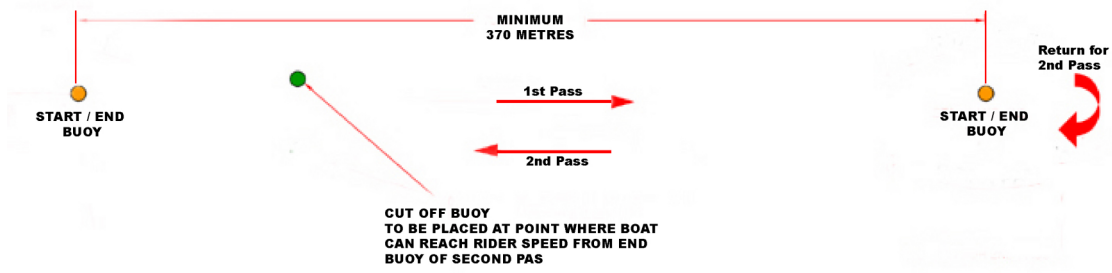 MINIMUM
370 METRES
Return for
2nd Pass
START / END
BUOY
1st Pass
START / END
BUOY
2nd Pass
CUT OFF BUOY
TO BE PLACED AT POINT WHERE BOAT
CAN REACH RIDER SPEED FROM END
BUOY OF SECOND PAS